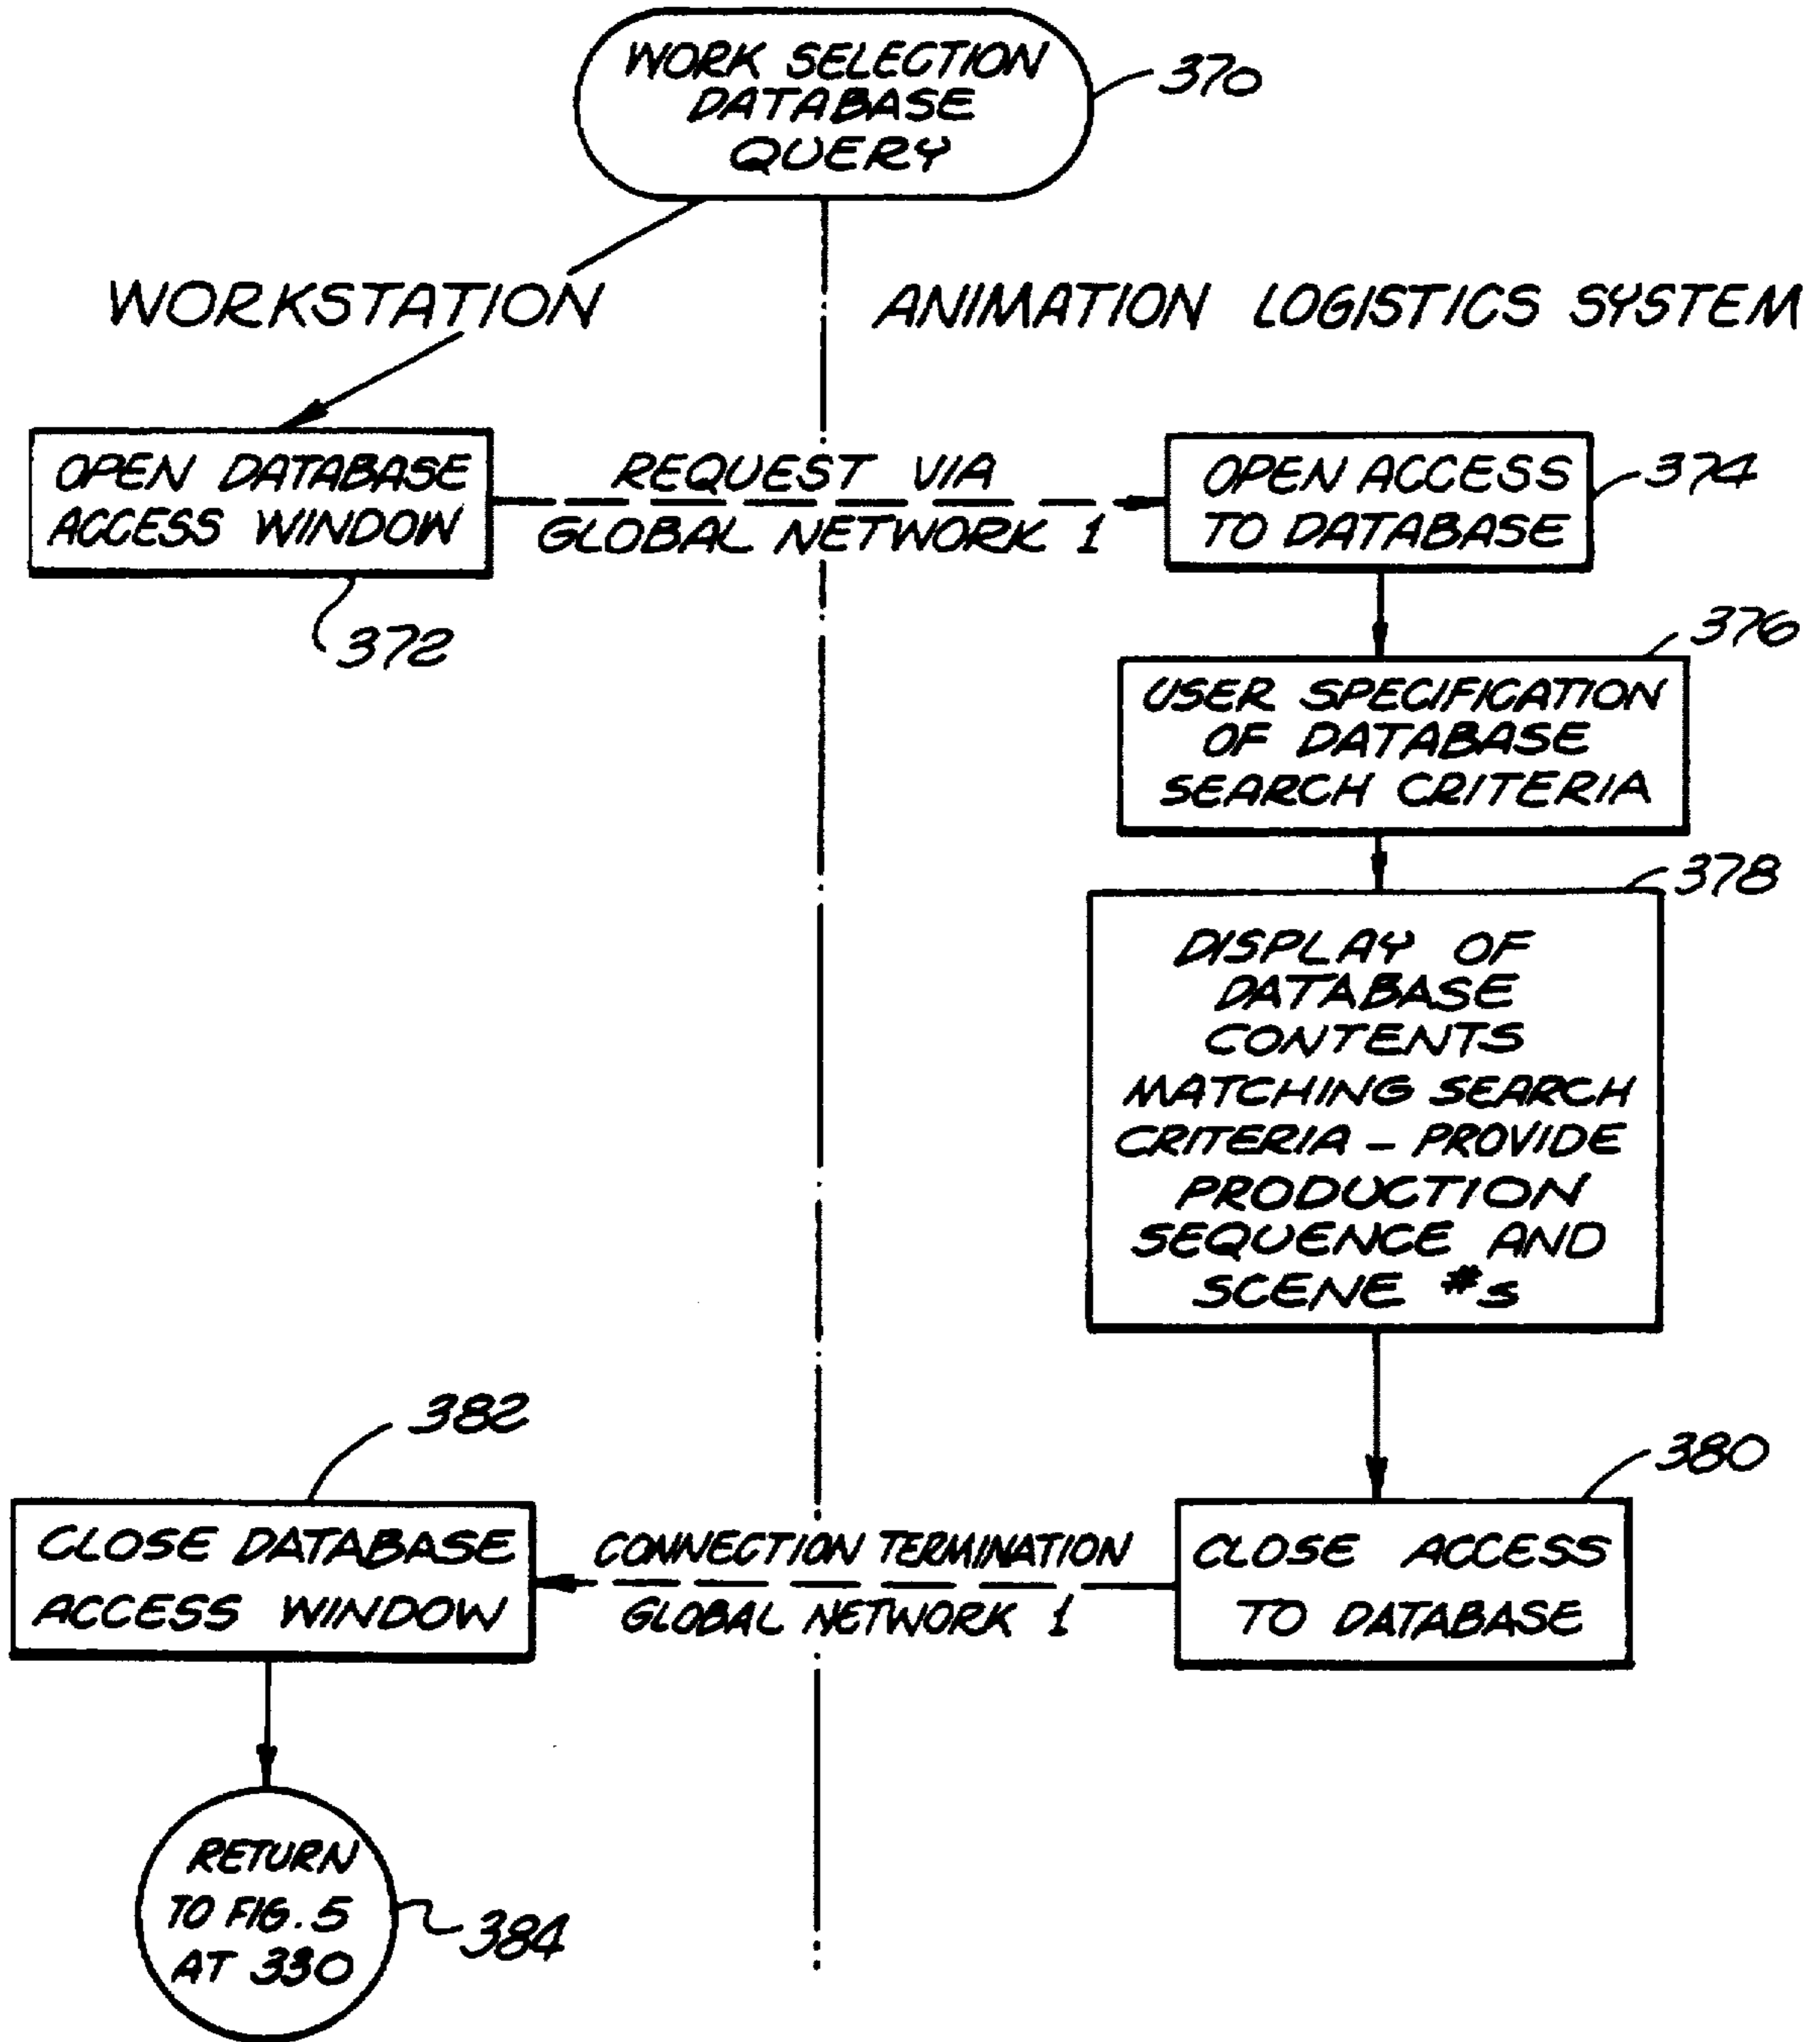 WORK SELECTION
DATABASE
QUERY
370
WORKSTATION
ANIMATION LOGISTICS SYSTEM
OPEN DATABASE
ACCESS WINDOW
372
REQUEST VIA
GLOBAL NETWORK 1
OPEN ACCESS
TO DATABASE
374
376
USER SPECIFICATION
OF DATABASE
SEARCH CRITERIA
378
DISPLAY OF
DATABASE
CONTENTS
MATCHING SEARCH
CRITERIA – PROVIDE
PRODUCTION
SEQUENCE AND
SCENE #s
382
380
CLOSE DATABASE
ACCESS WINDOW
CONNECTION TERMINATION
GLOBAL NETWORK 1
CLOSE ACCESS
TO DATABASE
RETURN
TO FIG. 5
AT 330
384